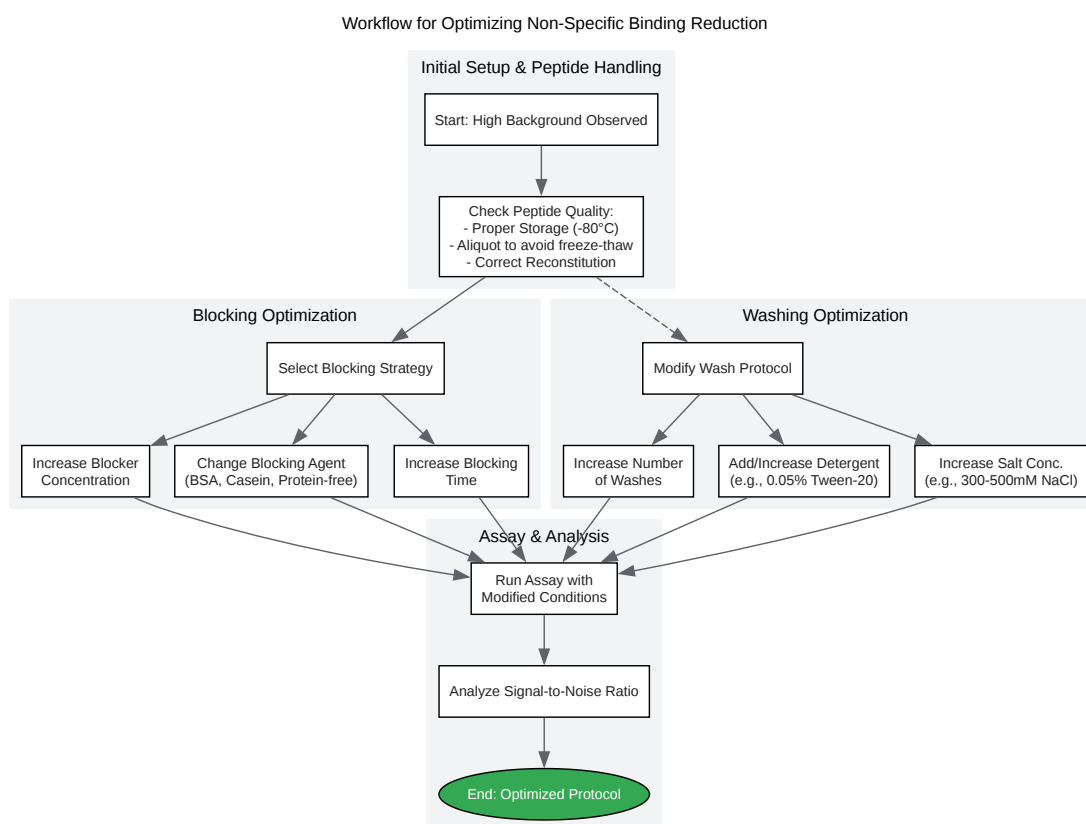 Workflow for Optimizing Non-Specific Binding Reduction
Initial Setup & Peptide Handling
Start: High Background Observed
Check Peptide Quality:
- Proper Storage (-80°C)
- Aliquot to avoid freeze-thaw
- Correct Reconstitution
Blocking Optimization
Select Blocking Strategy
Increase Blocker
Concentration
Change Blocking Agent
(BSA, Casein, Protein-free)
Increase Blocking
Time
Washing Optimization
Modify Wash Protocol
Increase Number
of Washes
Add/Increase Detergent
(e.g., 0.05% Tween-20)
Increase Salt Conc.
(e.g., 300-500mM NaCl)
Assay & Analysis
Run Assay with
Modified Conditions
Analyze Signal-to-Noise Ratio
End: Optimized Protocol